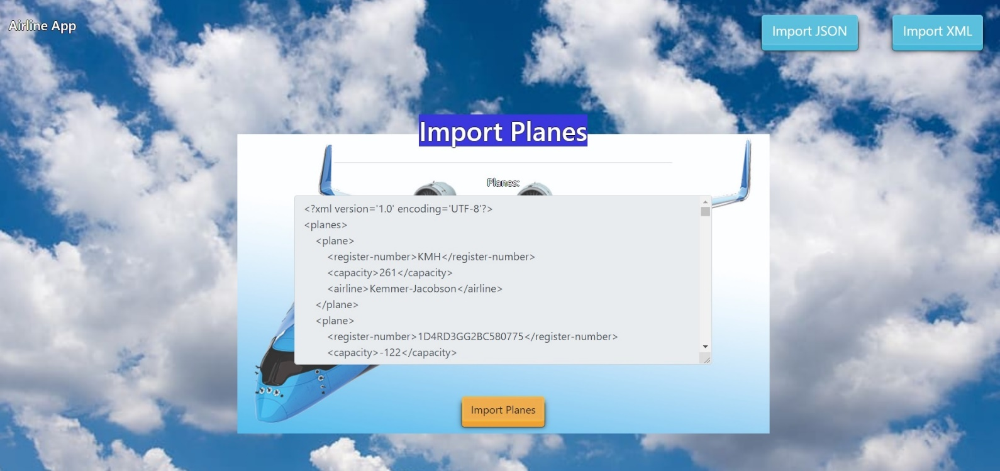 Airline App
Import JSON
Import XML
Import Planes
Planes:
<?xml version='1.0' encoding='UTF-8'?>
<planes>
<plane>
<register-number>KMH</register-number>
<capacity>261</capacity>
<airline>Kemmer-Jacobson</airline>
</plane>
<plane>
<register-number>1D4RD3GG2BC580775</register-number>
<capacity>-122</capacity>
Import Planes